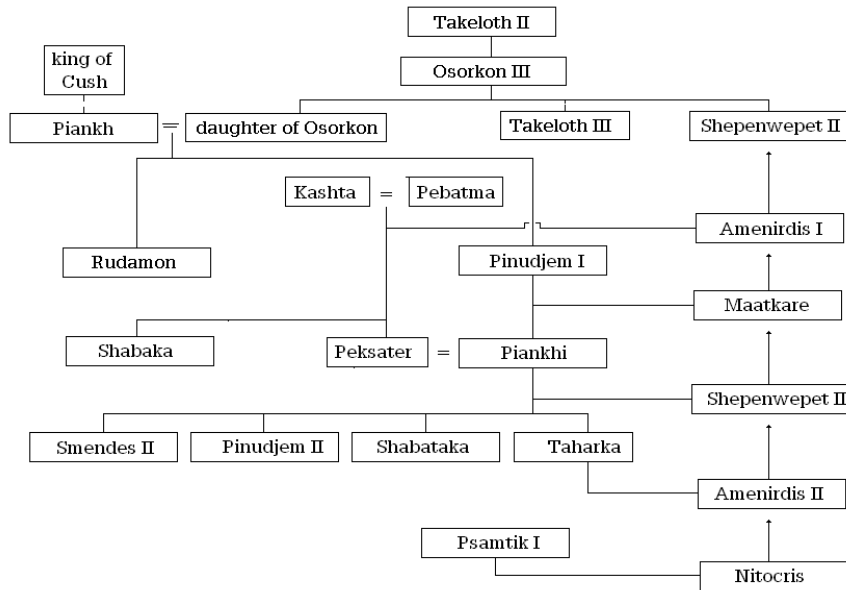 Takeloth II
king of
Cush
Osorkon III
Piankh = daughter of Osorkon Takeloth III Shepenwepet II
Kashta = Pebatma
Amenirdis I
Rudamon Pinudjem I
Maatkare
Shabaka Peksater = Piankhi
Shepenwepet II
Smendes II Pinudjem II Shabataka Taharka
Amenirdis II
Psamtik I
Nitocris